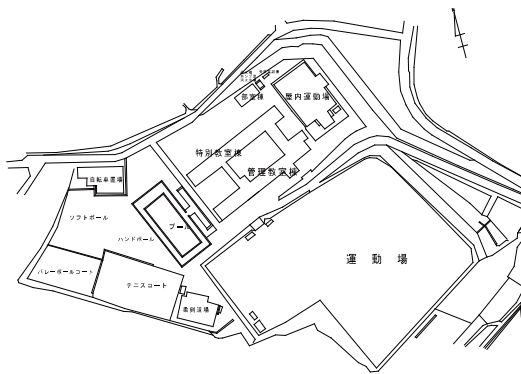 部室棟
屋内運動場
特別教室棟
管理教室棟
自転車置場
ソフトボール
ハンドボール
プール
運動場
バレーボールコート
テニスコート
柔剣道場